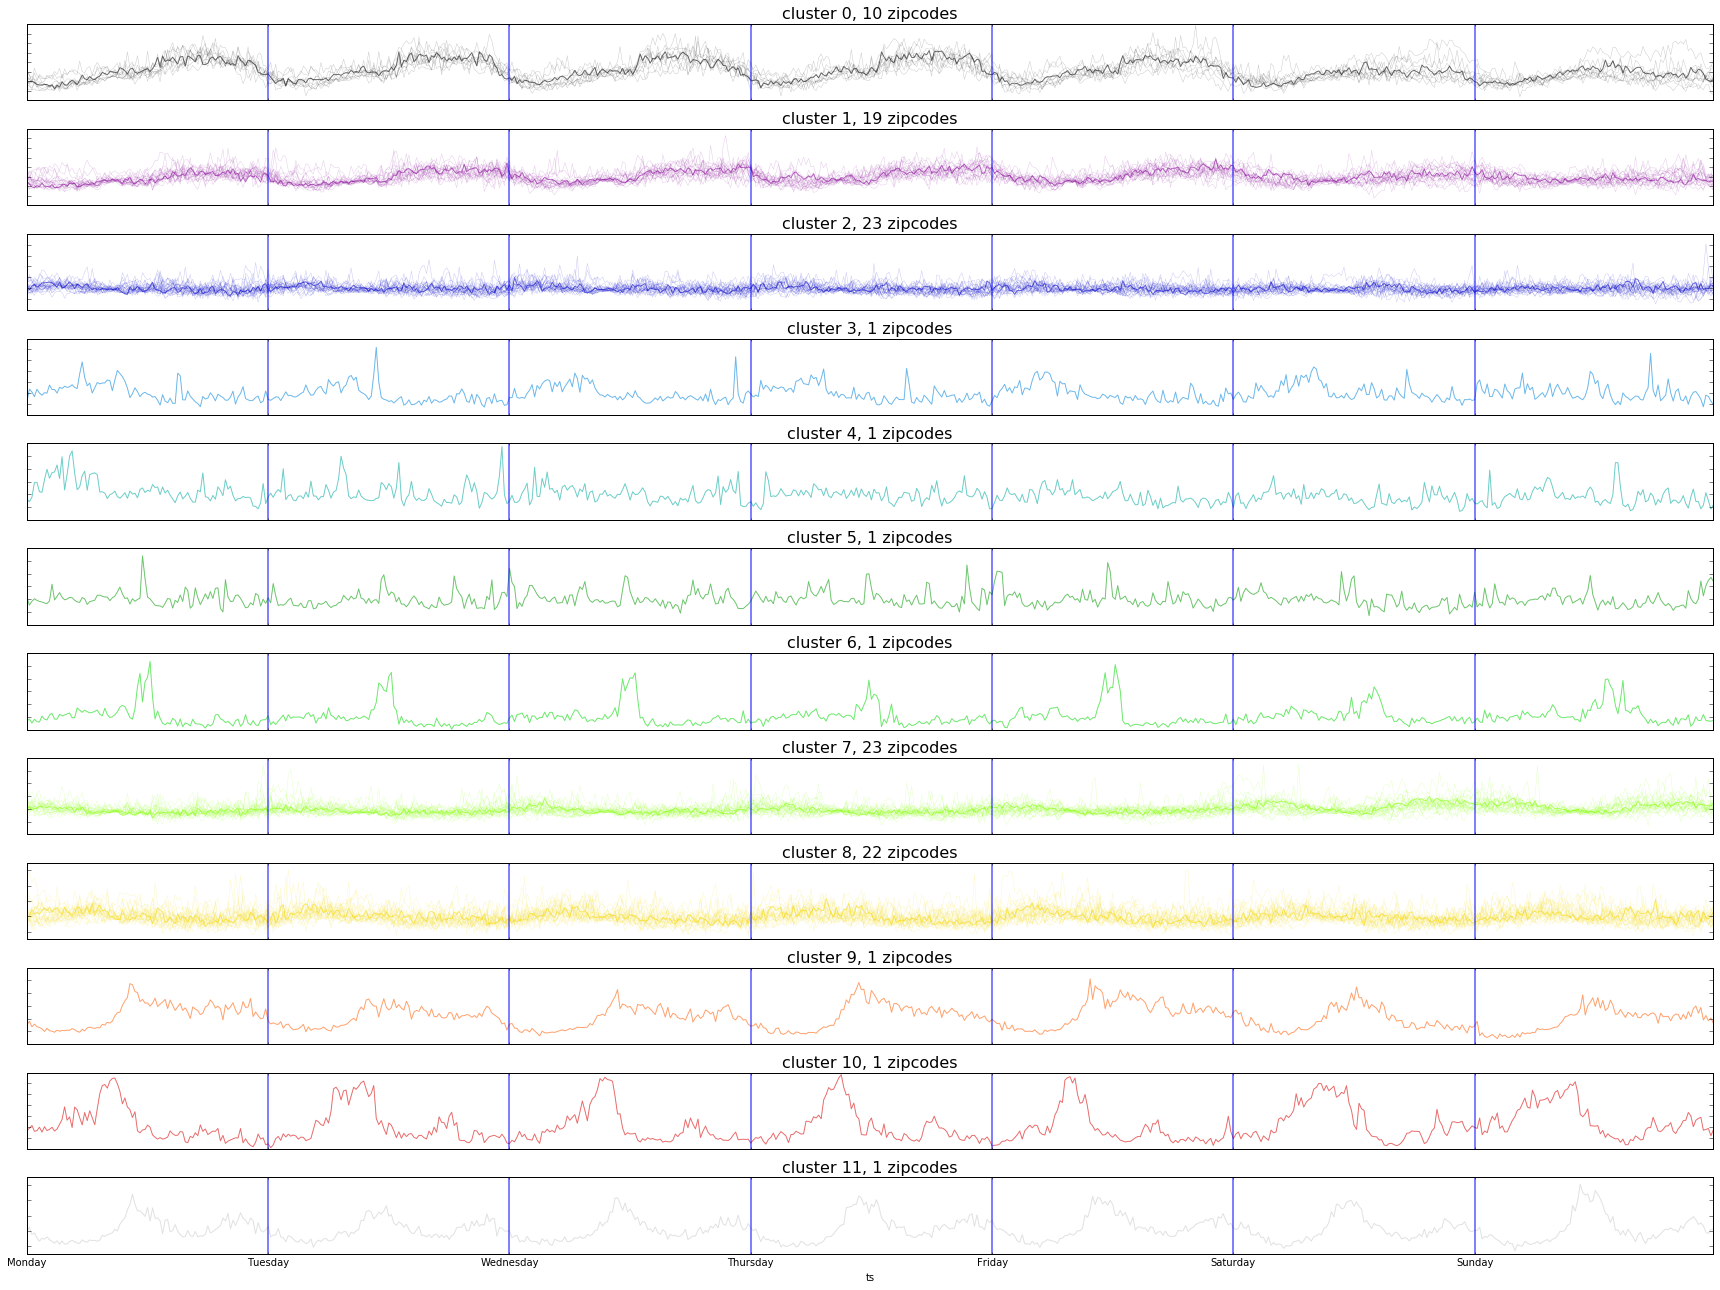 cluster 0, 10 zipcodes
cluster 1, 19 zipcodes
cluster 2, 23 zipcodes
cluster 3, 1 zipcodes
cluster 4, 1 zipcodes
cluster 5, 1 zipcodes
cluster 6, 1 zipcodes
cluster 7, 23 zipcodes
cluster 8, 22 zipcodes
cluster 9, 1 zipcodes
cluster 10, 1 zipcodes
cluster 11, 1 zipcodes
Monday Tuesday Wednesday Thursday Friday Saturday Sunday
ts